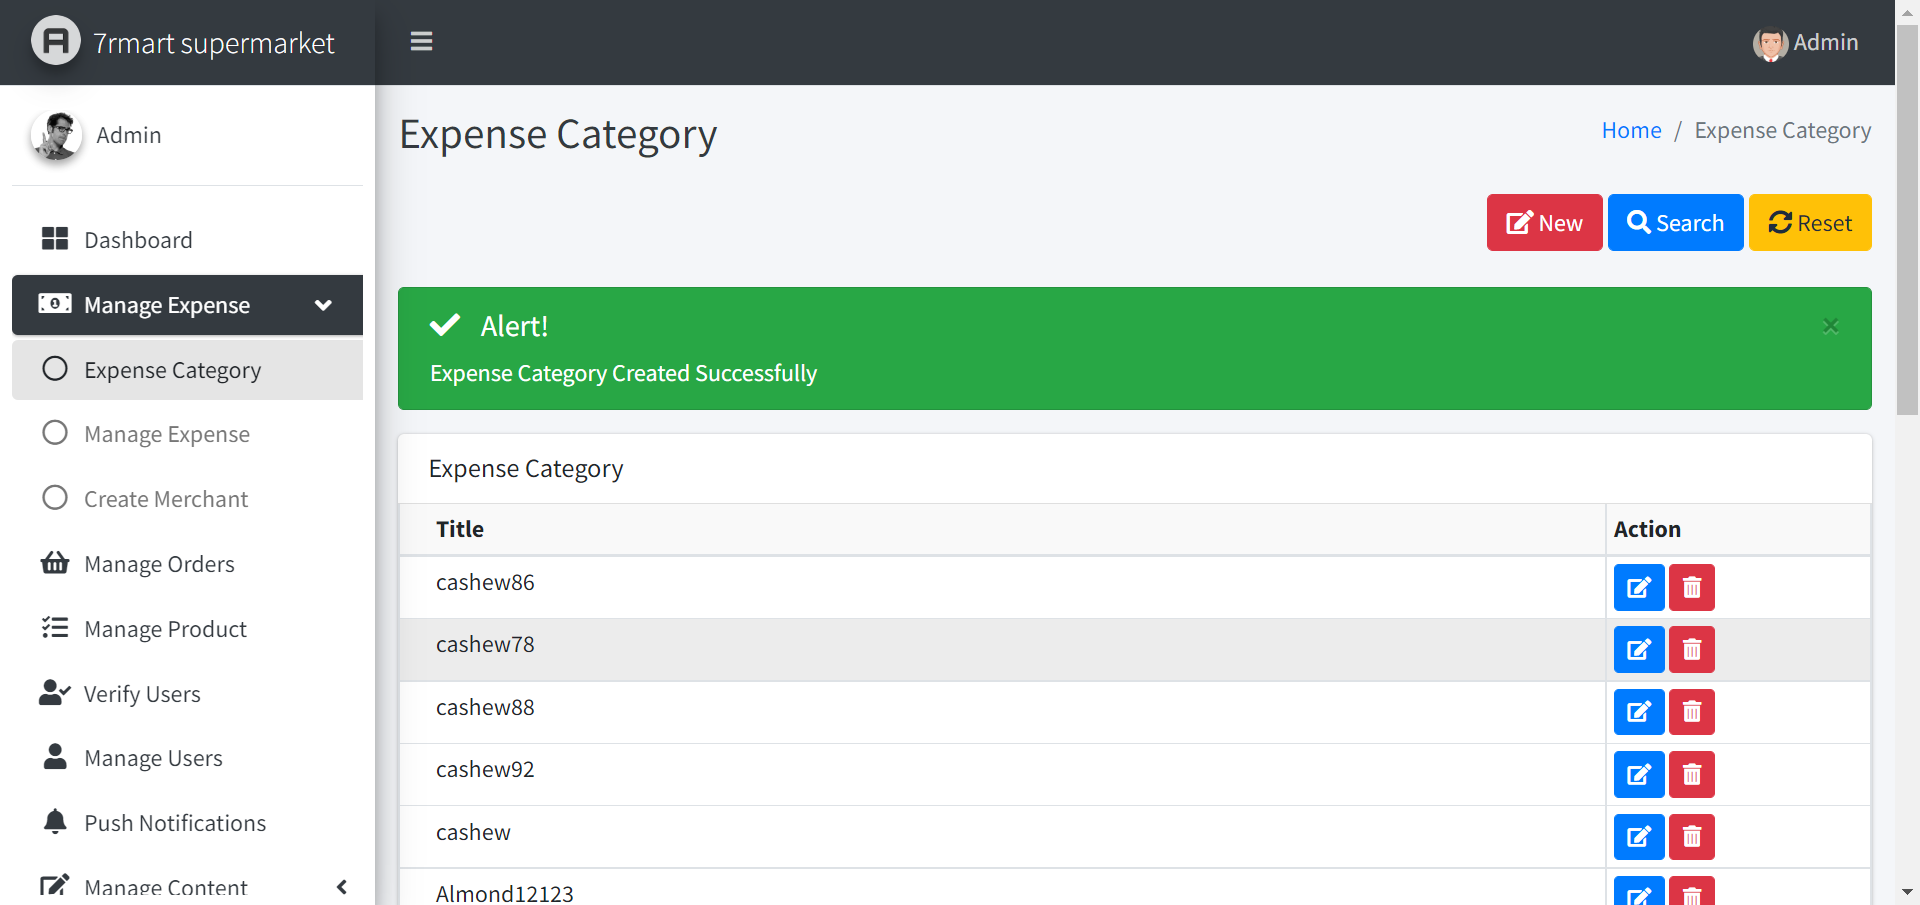 7rmart supermarket
Admin
Admin
Dashboard
Manage Expense
Expense Category
Manage Expense
Create Merchant
Manage Orders
Manage Product
Verify Users
Manage Users
Push Notifications
Manage Content
Expense Category
Home / Expense Category
New Search Reset
Alert!
×
Expense Category Created Successfully
Expense Category
Title Action
cashew86
cashew78
cashew88
cashew92
cashew
Almond12123